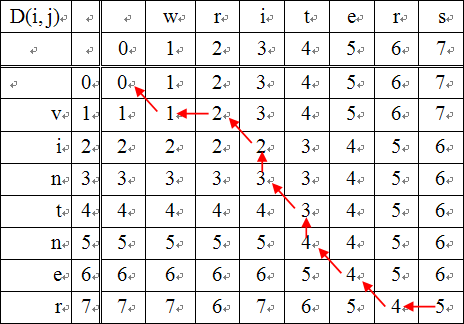 D(i, j) w r i t e r s
0 1 2 3 4 5 6 7
0 0 1 2 3 4 5 6 7
v 1 1 1 2 3 4 5 6 7
i 2 2 2 2 2 3 4 5 6
n 3 3 3 3 3 3 4 5 6
t 4 4 4 4 4 3 4 5 6
n 5 5 5 5 5 4 4 5 6
e 6 6 6 6 6 5 4 5 6
r 7 7 7 6 7 6 5 4 5